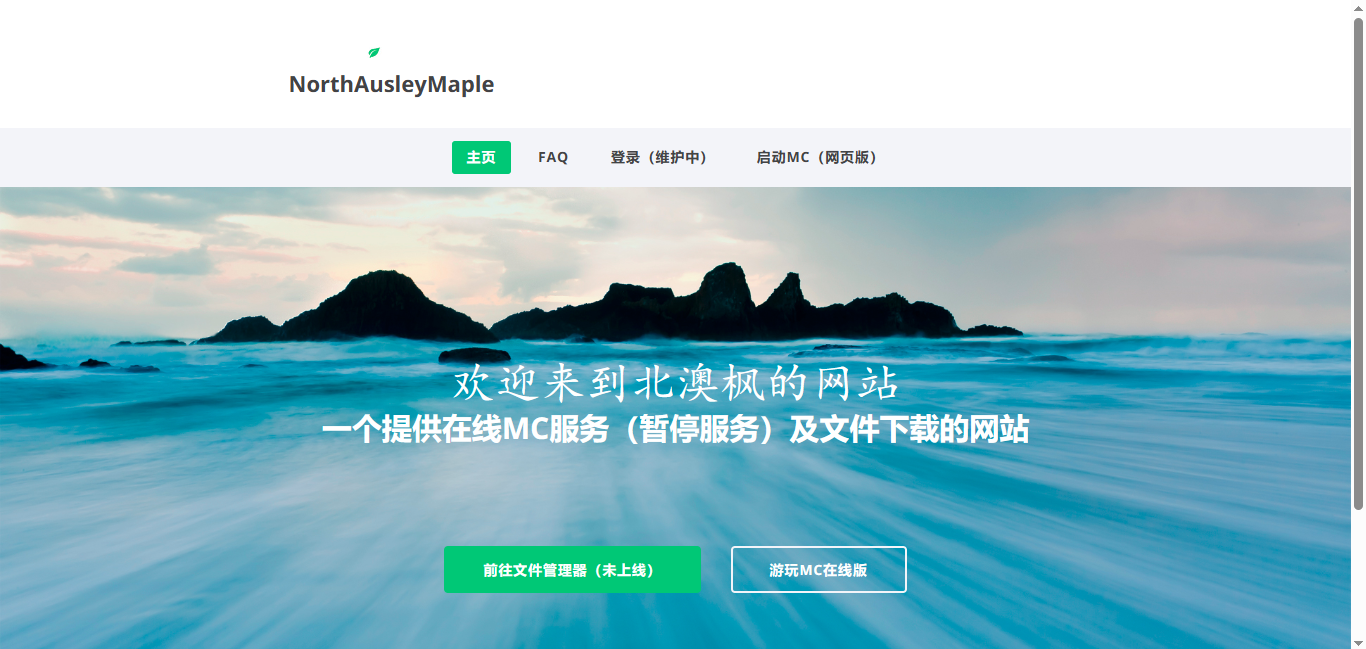 NorthAusleyMaple
主页 FAQ 登录（维护中） 启动MC（网页版）
欢迎来到北澳枫的网站
一个提供在线MC服务（暂停服务）及文件下载的网站
前往文件管理器（未上线） 游玩MC在线版